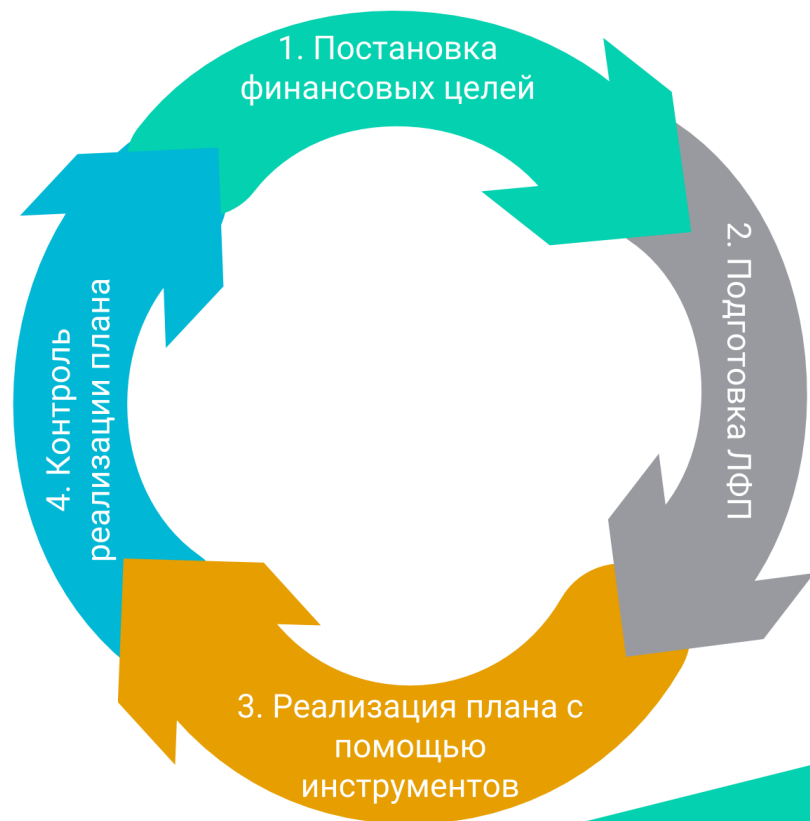 1. Постановка
финансовых целей
2. Подготовка ЛФП
3. Реализация плана с
помощью
инструментов
4. Контроль
реализации плана